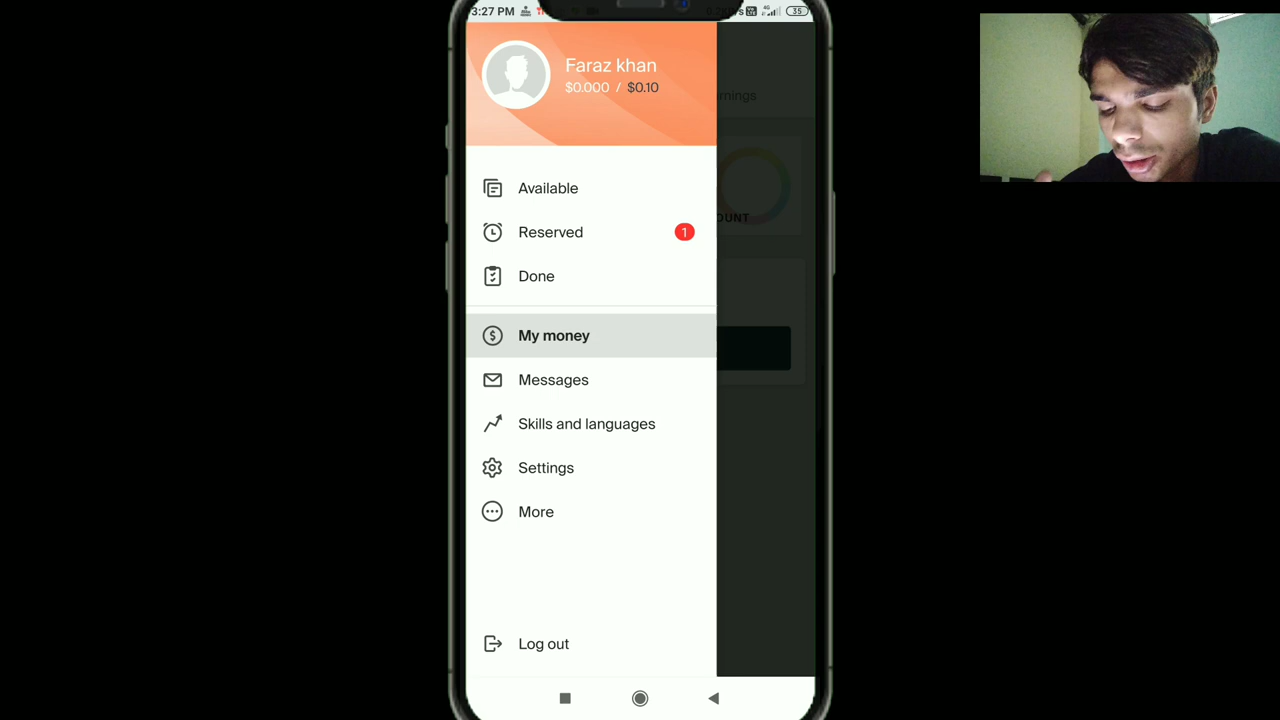 3:27 PM
35
Faraz khan
$0.000 / $0.10
Available
Reserved
1
Done
My money
Messages
Skills and languages
Settings
More
Log out